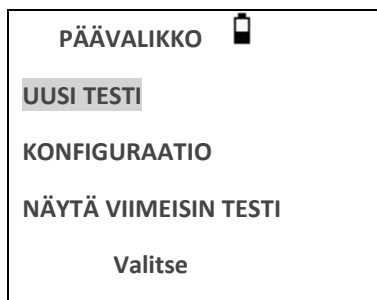 PÄÄVALIKKO
UUSI TESTI
KONFIGURAATIO
NÄYTÄ VIIMEISIN TESTI
Valitse